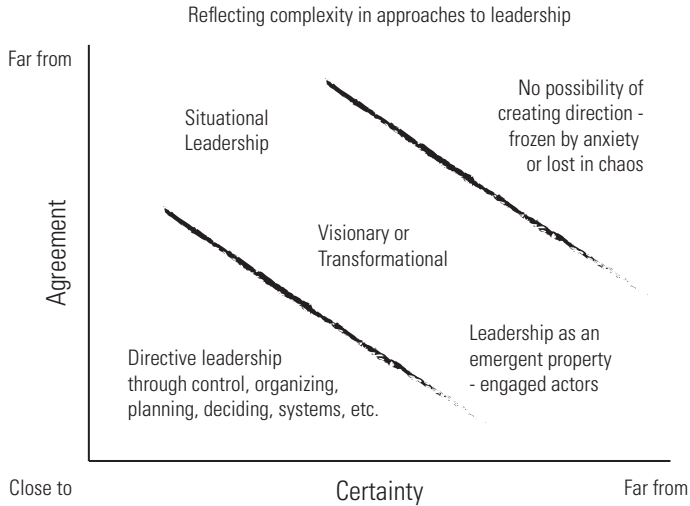 Reflecting complexity in approaches to leadership
Far from
No possibility of
creating direction -
frozen by anxiety
or lost in chaos
Situational
Leadership
Agreement
Visionary or
Transformational
Leadership as an
emergent property
- engaged actors
Directive leadership
through control, organizing,
planning, deciding, systems, etc.
Close to
Certainty
Far from